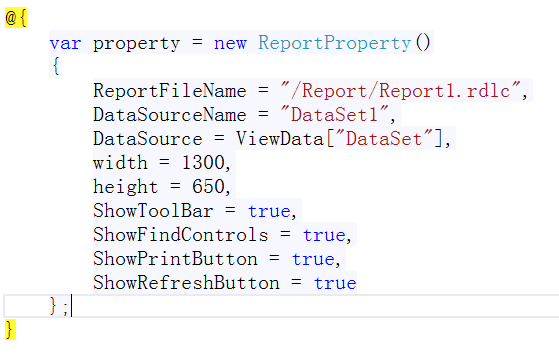 @{
    var property = new ReportProperty()
    {
        ReportFileName = "/Report/Report1.rdlc",
        DataSourceName = "DataSet1",
        DataSource = ViewData["DataSet"],
        width = 1300,
        height = 650,
        ShowToolBar = true,
        ShowFindControls = true,
        ShowPrintButton = true,
        ShowRefreshButton = true
    };
}